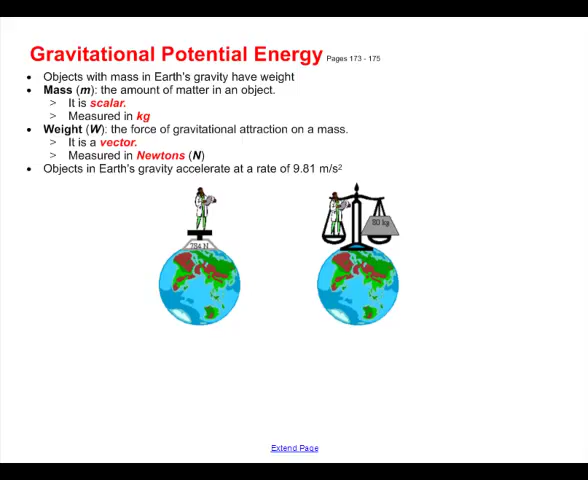 Gravitational Potential Energy Pages 173 - 175
• Objects with mass in Earth's gravity have weight
• Mass (m): the amount of matter in an object.
> It is scalar.
> Measured in kg
• Weight (W): the force of gravitational attraction on a mass.
> It is a vector.
> Measured in Newtons (N)
• Objects in Earth's gravity accelerate at a rate of 9.81 m/s²
784 N
80 kg
Extend Page